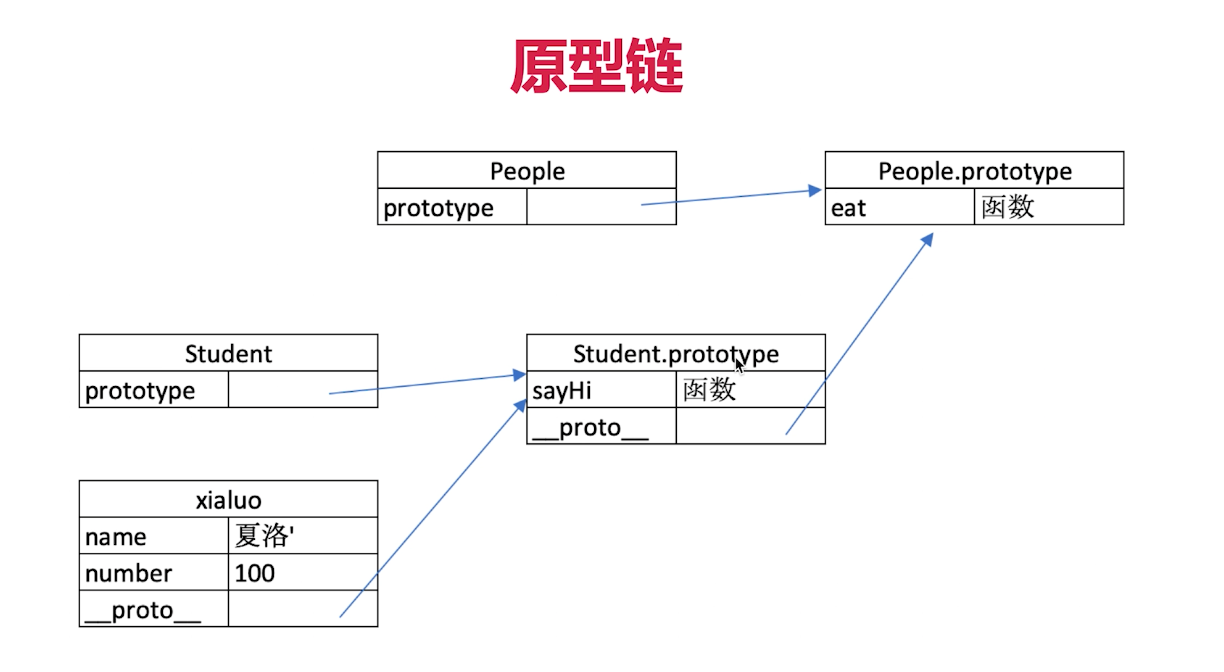 原型链
People
prototype
People.prototype
eat 函数
Student
prototype
Student.prototype
sayHi 函数
__proto__
xialuo
name 夏洛'
number 100
__proto__